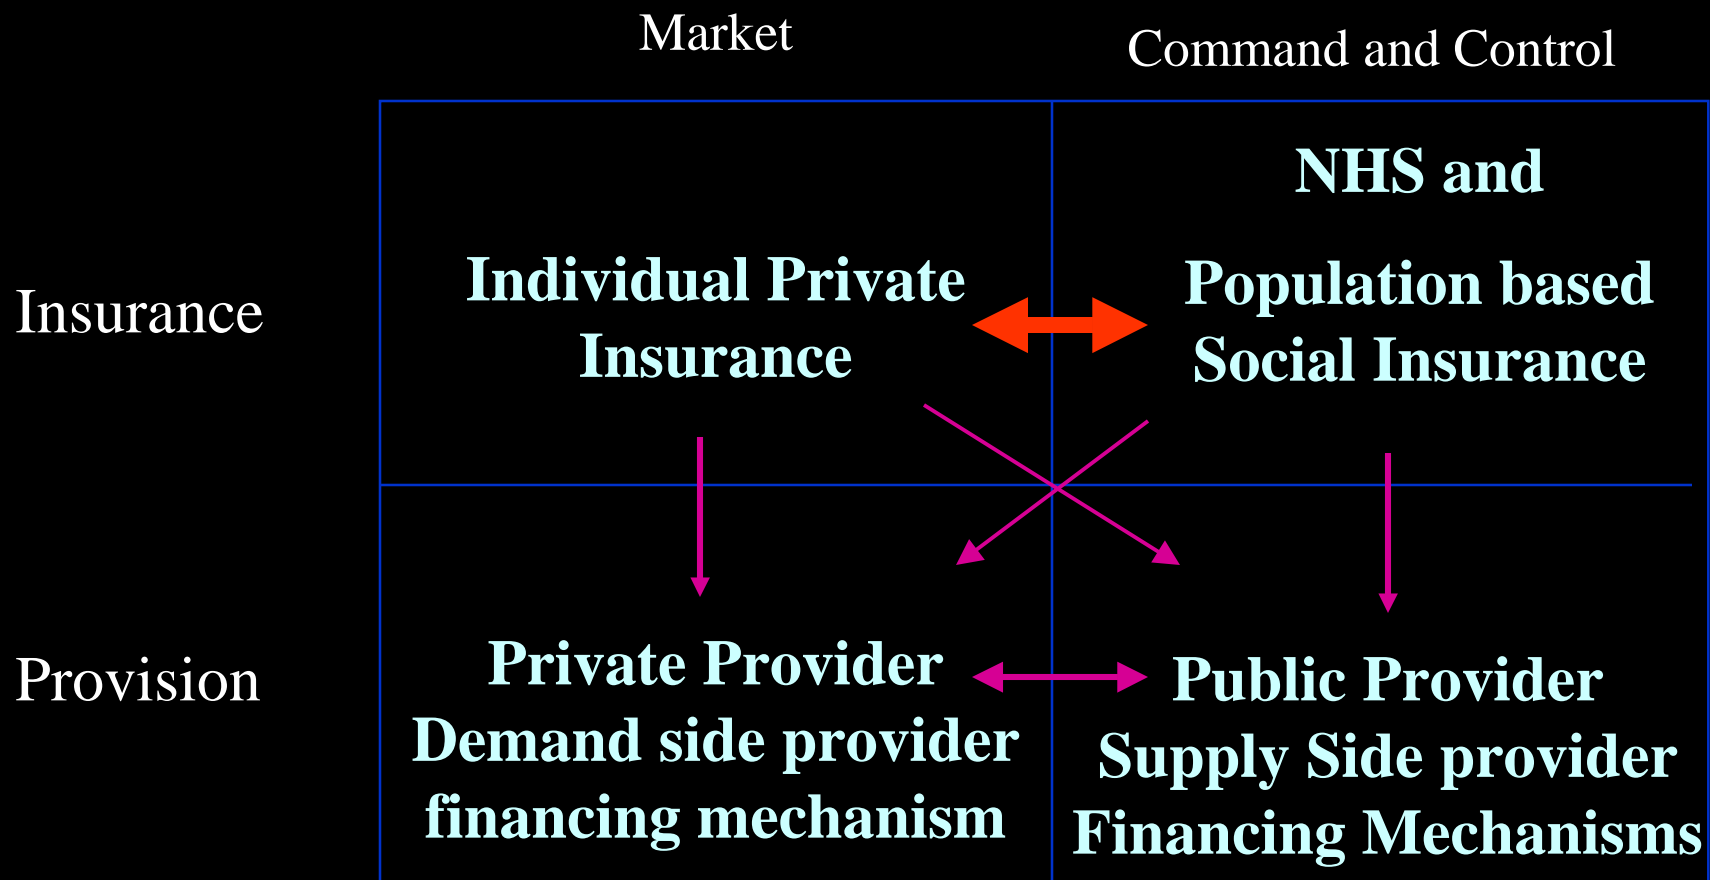 Market
Command and Control
Insurance
Individual Private
Insurance
NHS and
Population based
Social Insurance
Provision
Private Provider
Demand side provider
financing mechanism
Public Provider
Supply Side provider
Financing Mechanisms